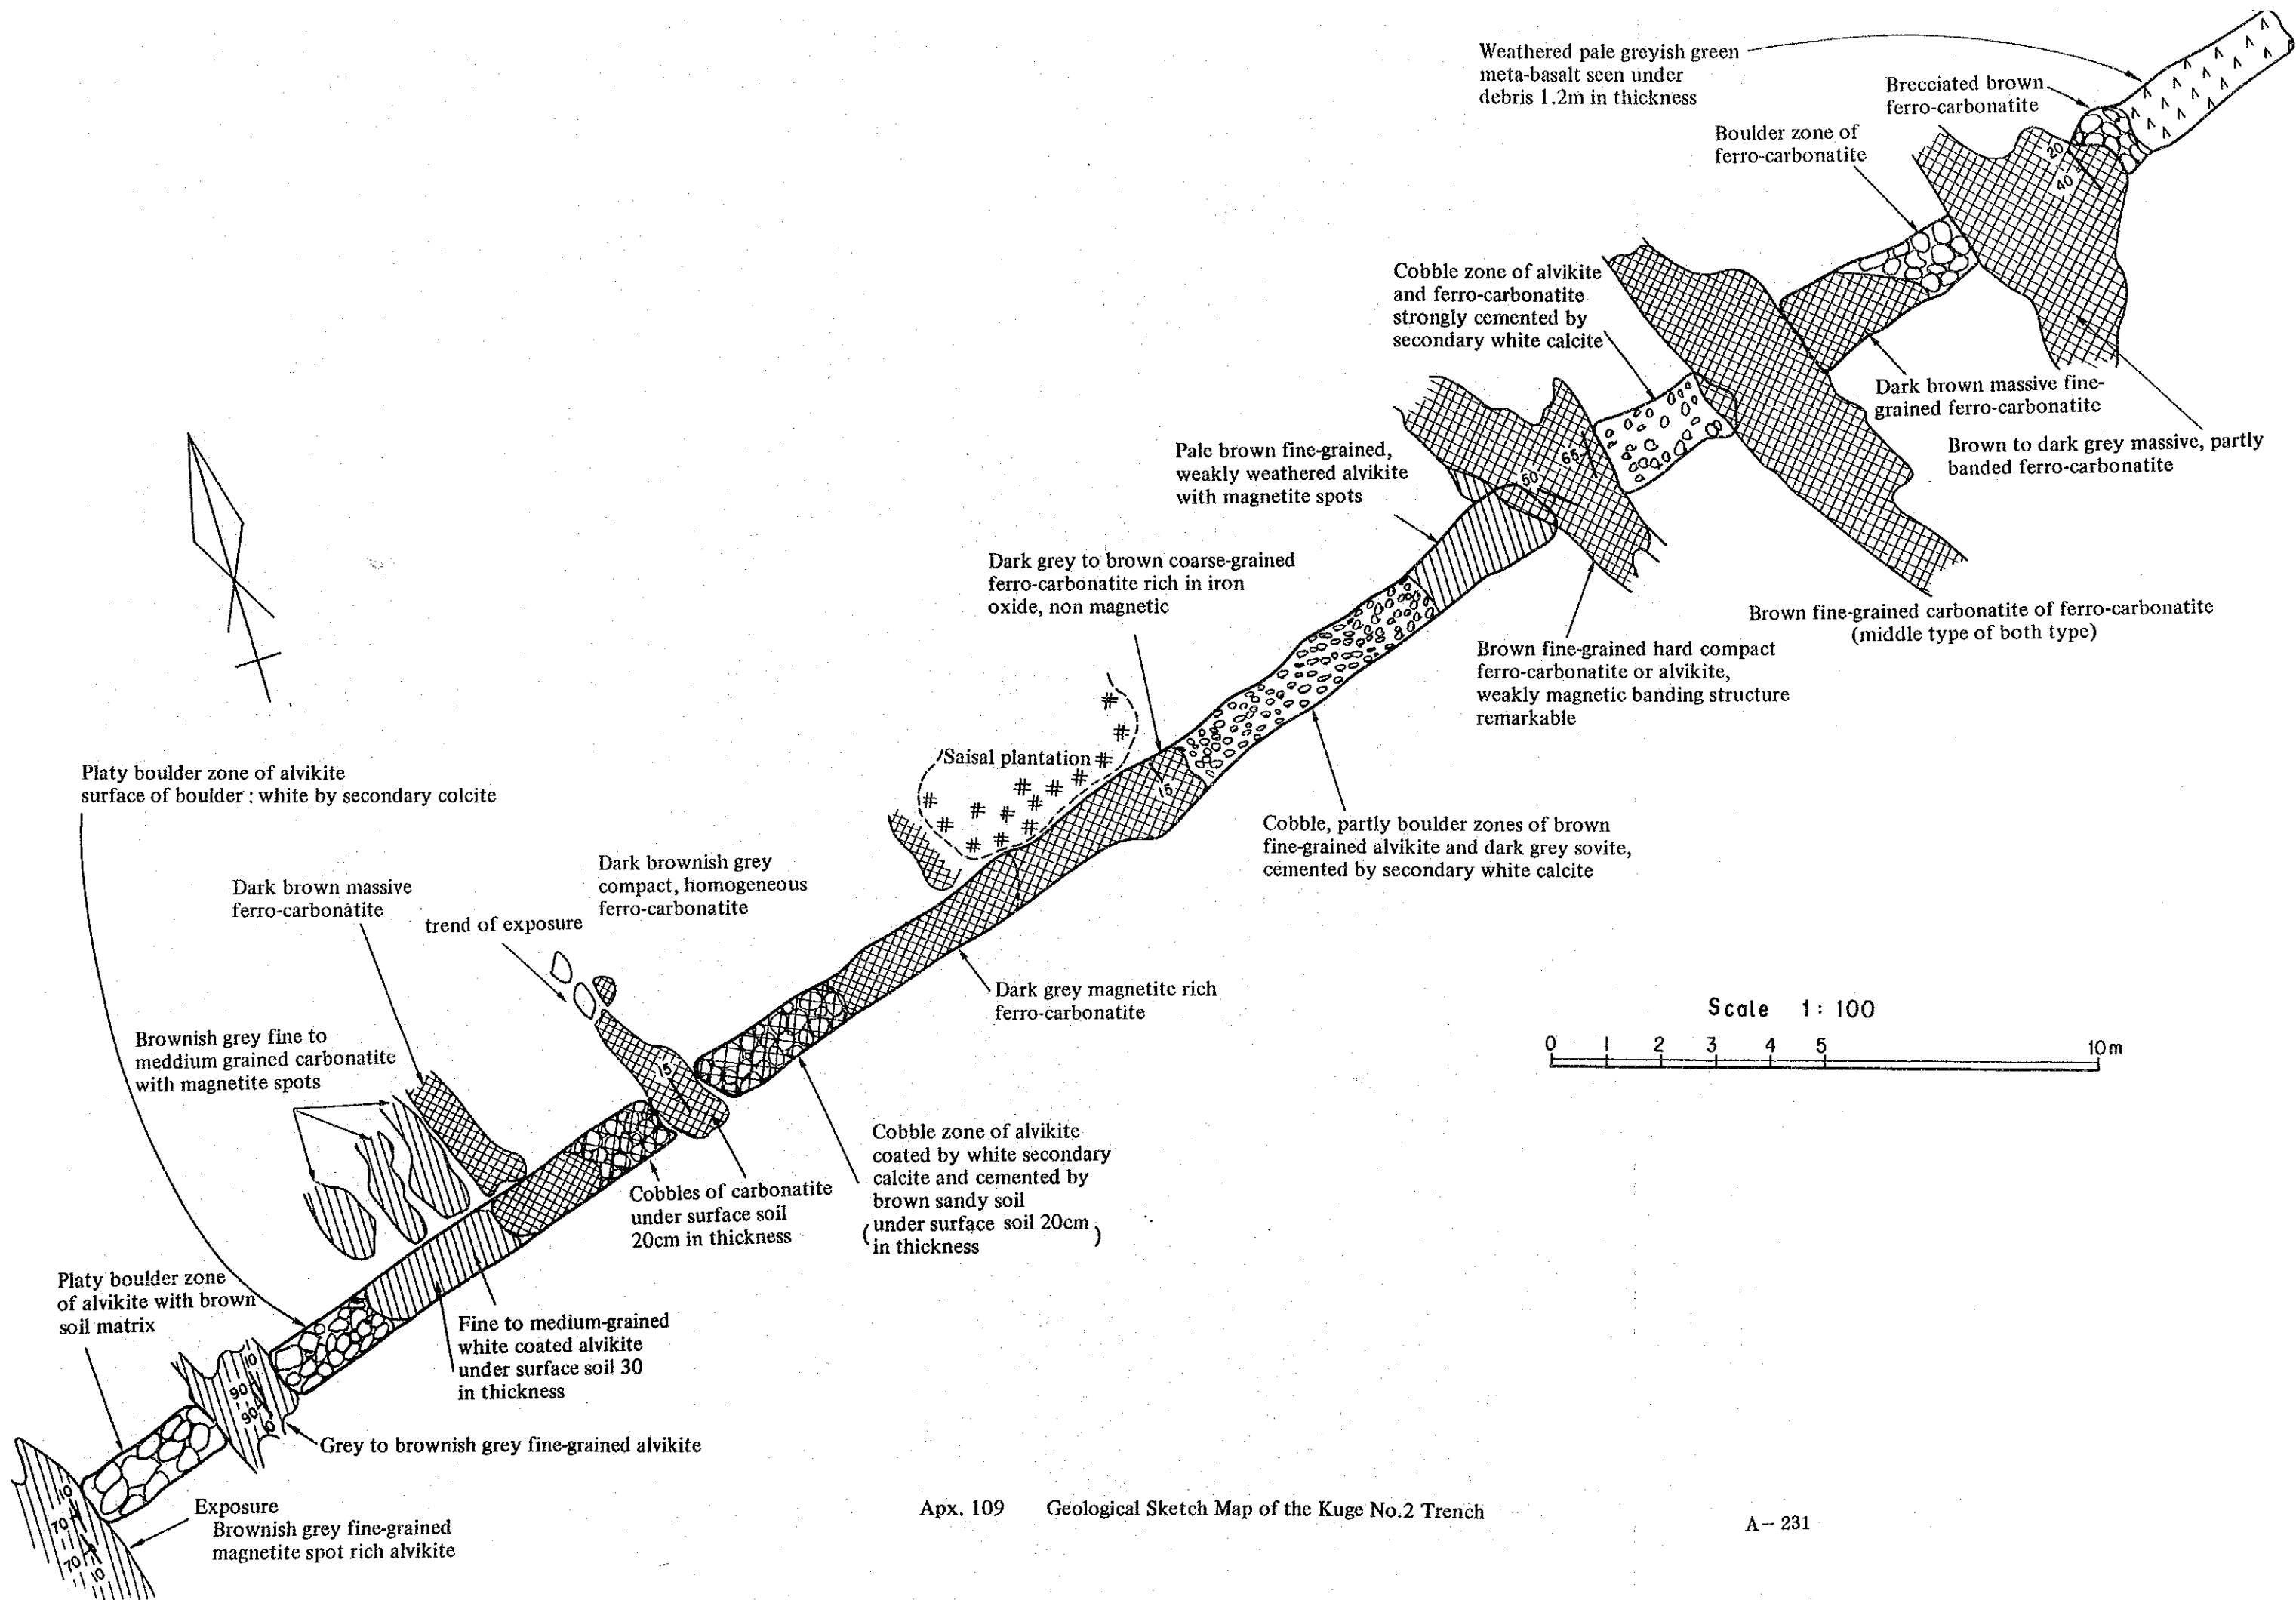 Weathered pale greyish green
meta-basalt seen under
debris 1.2m in thickness
Brecciated brown
ferro-carbonatite
Boulder zone of
ferro-carbonatite
20
40
Cobble zone of alvikite
and ferro-carbonatite
strongly cemented by
secondary white calcite
Dark brown massive fine-
grained ferro-carbonatite
Brown to dark grey massive, partly
banded ferro-carbonatite
Pale brown fine-grained,
weakly weathered alvikite
with magnetite spots
65
50
Dark grey to brown coarse-grained
ferro-carbonatite rich in iron
oxide, non magnetic
Brown fine-grained carbonatite of ferro-carbonatite
(middle type of both type)
Brown fine-grained hard compact
ferro-carbonatite or alvikite,
weakly magnetic banding structure
remarkable
Saisal plantation
15
Platy boulder zone of alvikite
surface of boulder : white by secondary colcite
Cobble, partly boulder zones of brown
fine-grained alvikite and dark grey sovite,
cemented by secondary white calcite
Dark brownish grey
compact, homogeneous
ferro-carbonatite
Dark brown massive
ferro-carbonatite
trend of exposure
Dark grey magnetite rich
ferro-carbonatite
Scale 1 : 100
0 1 2 3 4 5 10 m
Brownish grey fine to
meddium grained carbonatite
with magnetite spots
15
Cobble zone of alvikite
coated by white secondary
calcite and cemented by
brown sandy soil
(under surface soil 20cm
in thickness)
Cobbles of carbonatite
under surface soil
20cm in thickness
Platy boulder zone
of alvikite with brown
soil matrix
Fine to medium-grained
white coated alvikite
under surface soil 30
in thickness
10
90
90
10
Grey to brownish grey fine-grained alvikite
10
70
70
10
Exposure
Brownish grey fine-grained
magnetite spot rich alvikite
Apx. 109 Geological Sketch Map of the Kuge No.2 Trench
A- 231